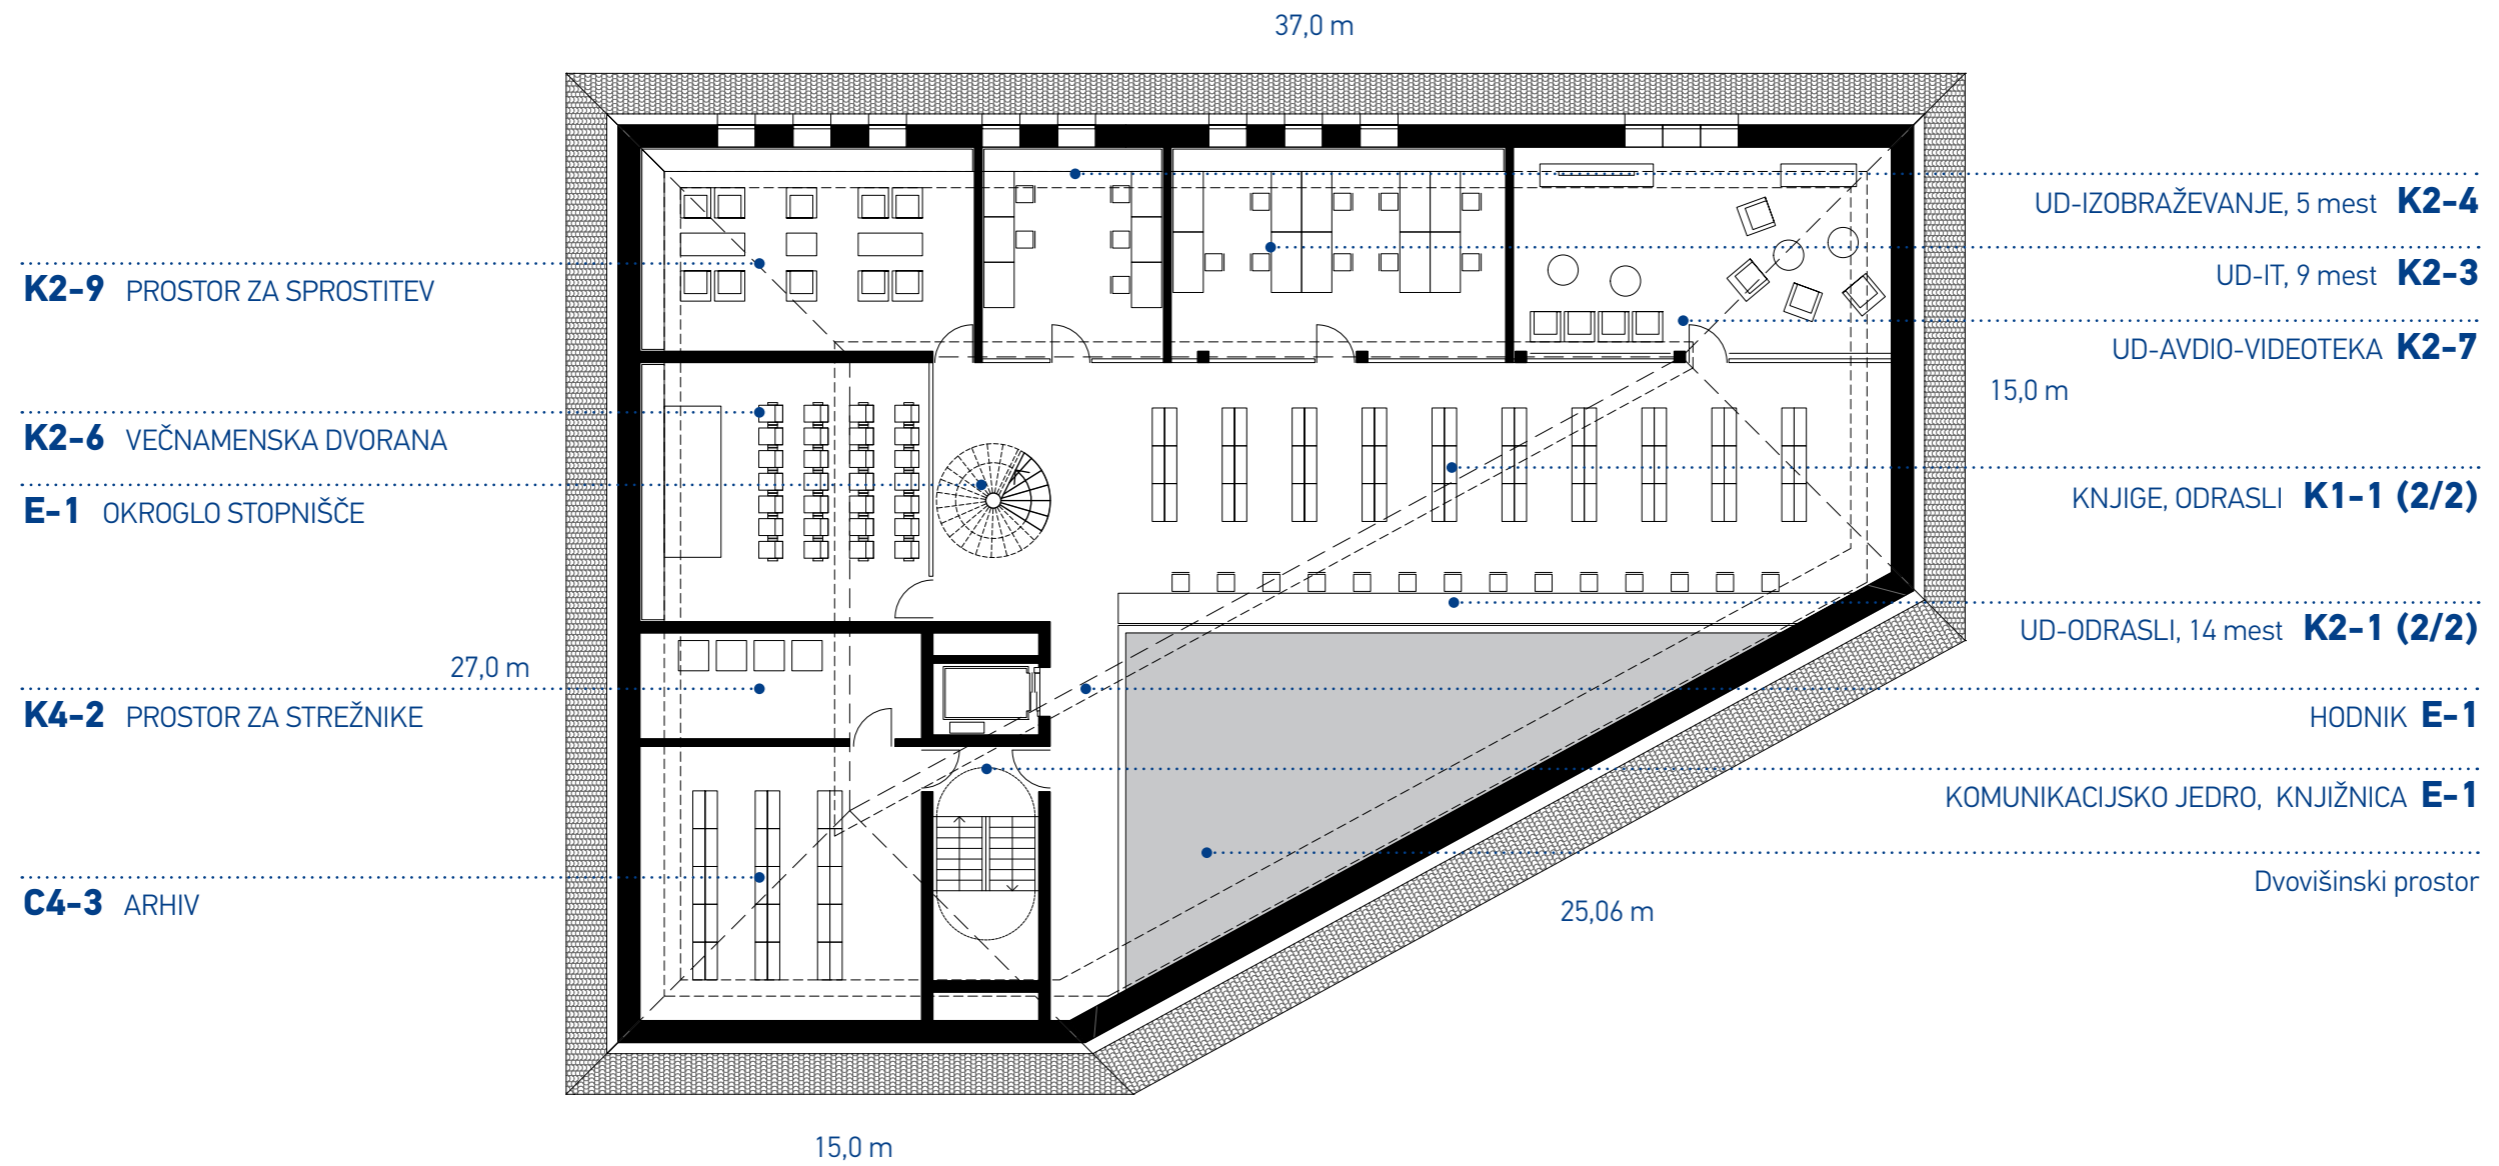 37,0 m
UD-IZOBRAŽEVANJE, 5 mest K2-4
UD-IT, 9 mest K2-3
K2-9 PROSTOR ZA SPROSTITEV
UD-AVDIO-VIDEOTEKA K2-7
15,0 m
K2-6 VEČNAMENSKA DVORANA
KNJIGE, ODRASLI K1-1 (2/2)
E-1 OKROGLO STOPNIŠČE
UD-ODRASLI, 14 mest K2-1 (2/2)
27,0 m
K4-2 PROSTOR ZA STREŽNIKE
HODNIK E-1
KOMUNIKACIJSKO JEDRO, KNJIŽNICA E-1
Dvovišinski prostor
C4-3 ARHIV
25,06 m
15,0 m